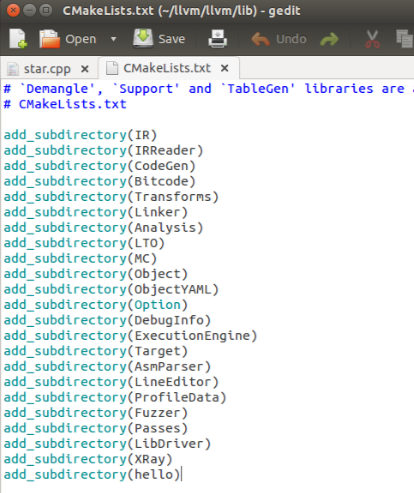 CMakeLists.txt (~/llvm/llvm/lib) - gedit
Open Save Undo
star.cpp × CMakeLists.txt ×
# `Demangle', `Support' and `TableGen' libraries are
# CMakeLists.txt
add_subdirectory(IR)
add_subdirectory(IRReader)
add_subdirectory(CodeGen)
add_subdirectory(Bitcode)
add_subdirectory(Transforms)
add_subdirectory(Linker)
add_subdirectory(Analysis)
add_subdirectory(LTO)
add_subdirectory(MC)
add_subdirectory(Object)
add_subdirectory(ObjectYAML)
add_subdirectory(Option)
add_subdirectory(DebugInfo)
add_subdirectory(ExecutionEngine)
add_subdirectory(Target)
add_subdirectory(AsmParser)
add_subdirectory(LineEditor)
add_subdirectory(ProfileData)
add_subdirectory(Fuzzer)
add_subdirectory(Passes)
add_subdirectory(LibDriver)
add_subdirectory(XRay)
add_subdirectory(hello)